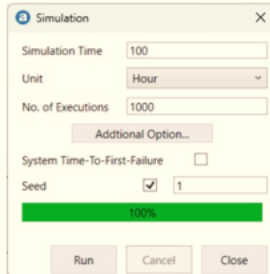 Simulation
Simulation Time 100
Unit Hour
No. of Executions 1000
Addtional Option...
System Time-To-First-Failure
Seed 1
100%
Run Cancel Close